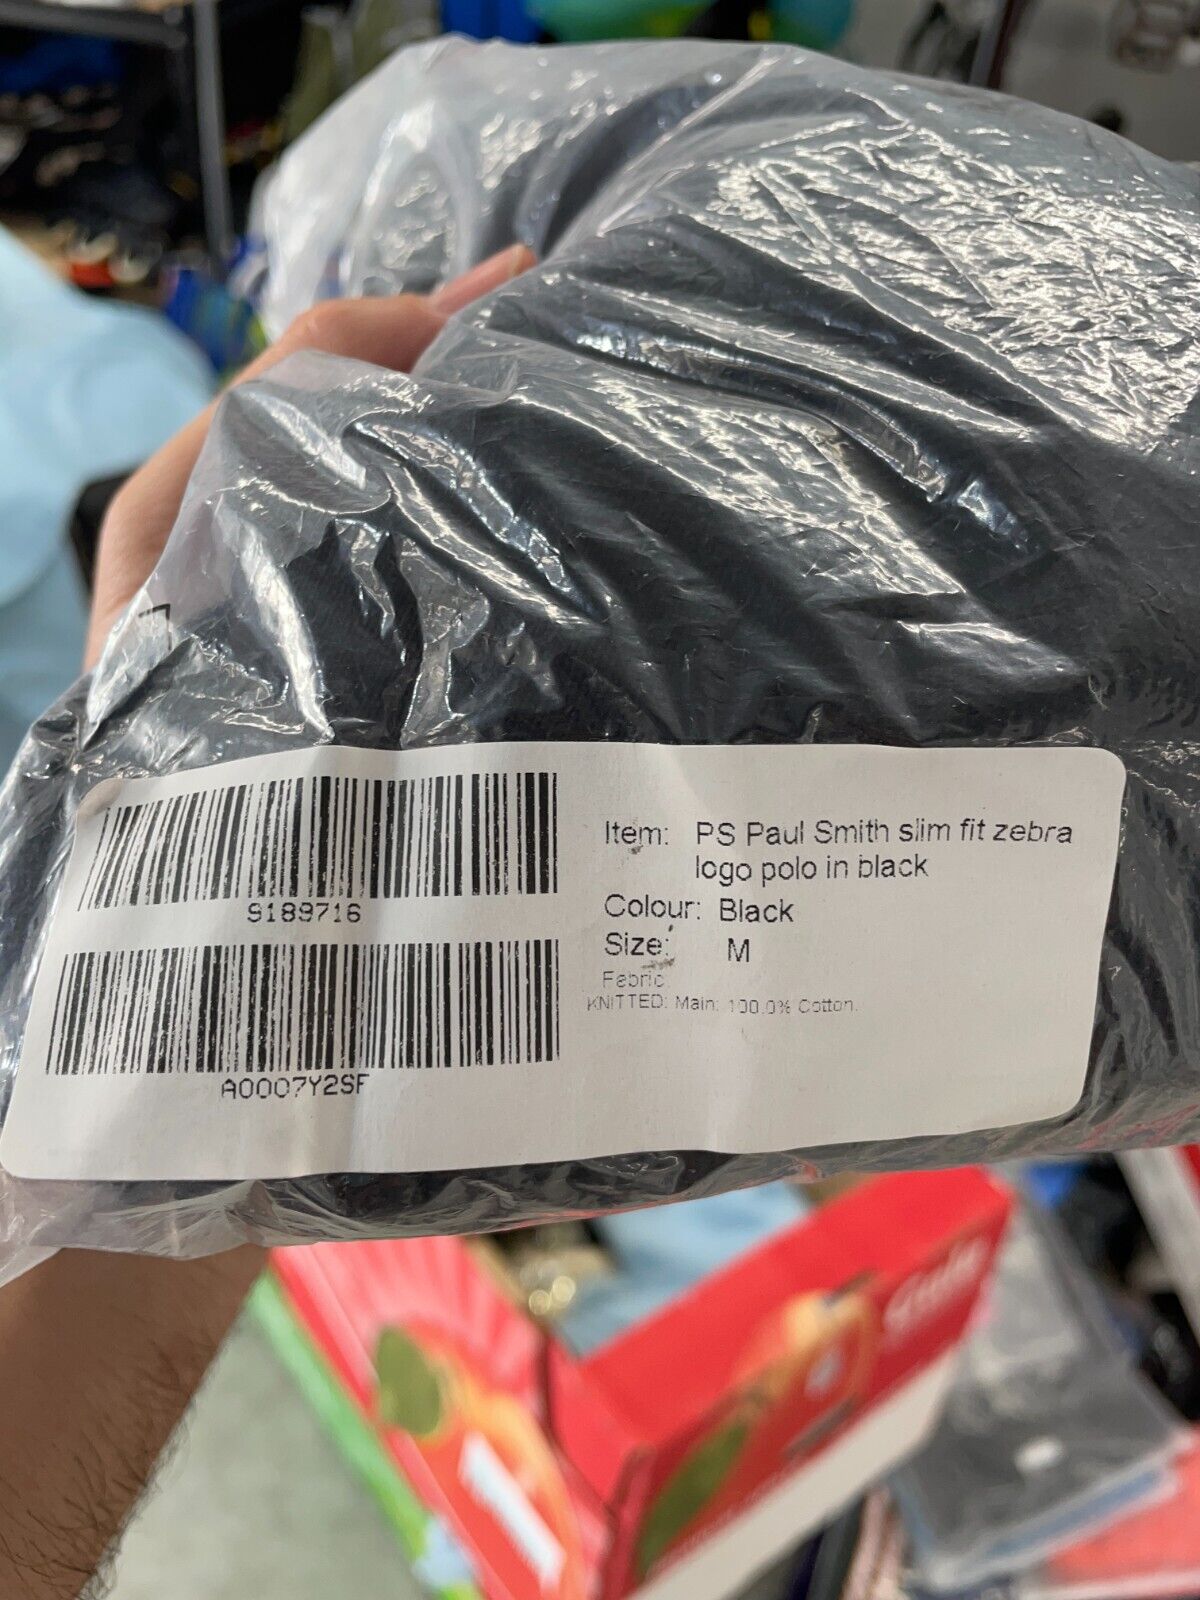 Item: PS Paul Smith slim fit zebra
logo polo in black
Colour: Black
Size: M
Fabric
KNITTED: Main: 100.0% Cotton.
9189716
A0007Y2SF